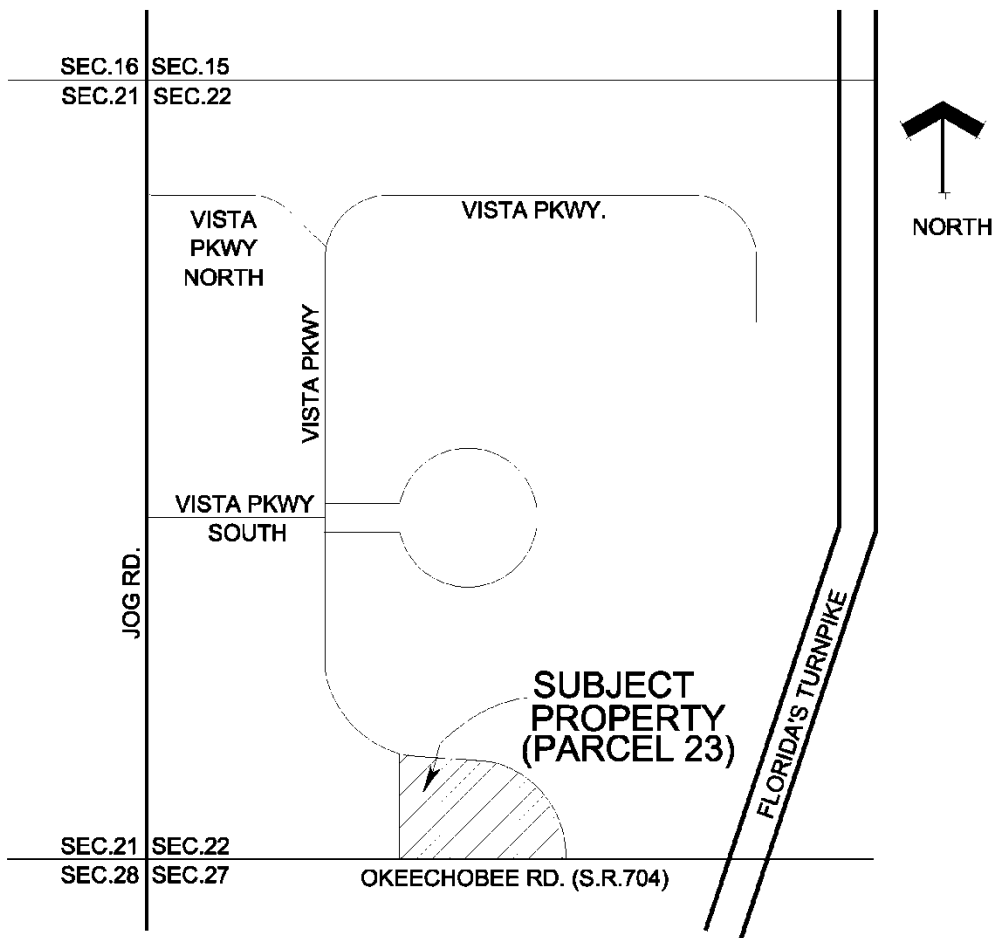 SEC.16 SEC.15
SEC.21 SEC.22
NORTH
VISTA
PKWY
NORTH
VISTA PKWY.
VISTA PKWY
VISTA PKWY
SOUTH
JOG RD.
SUBJECT
PROPERTY
(PARCEL 23)
FLORIDA'S TURNPIKE
SEC.21 SEC.22
SEC.28 SEC.27
OKEECHOBEE RD. (S.R.704)